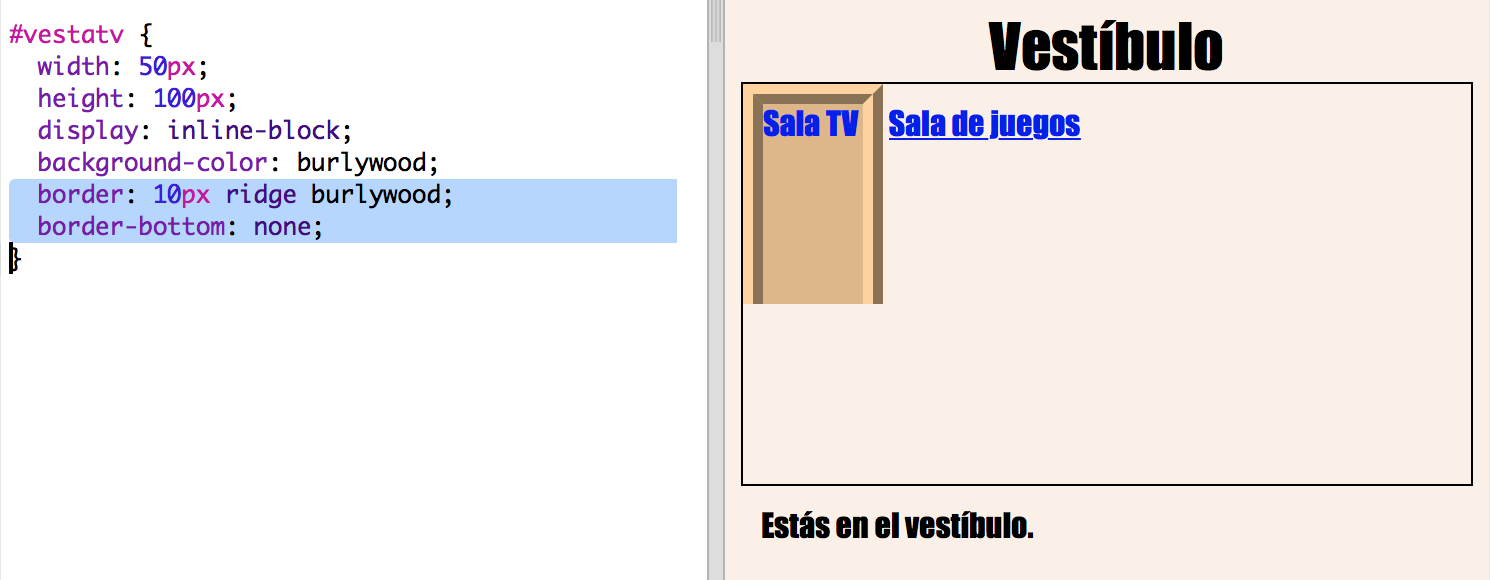 #vestatv {
  width: 50px;
  height: 100px;
  display: inline-block;
  background-color: burlywood;
  border: 10px ridge burlywood;
  border-bottom: none;
}
Vestíbulo
Sala TV Sala de juegos
Estás en el vestíbulo.